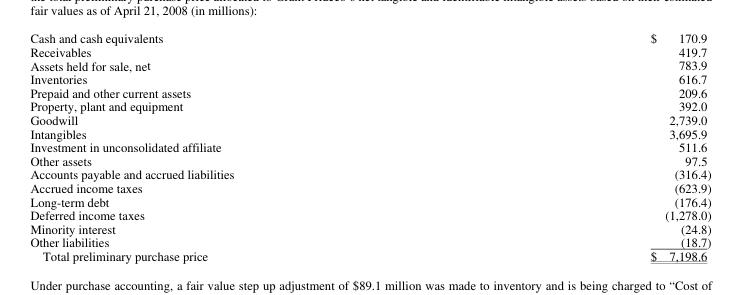 fair values as of April 21, 2008 (in millions):
Cash and cash equivalents $ 170.9
Receivables 419.7
Assets held for sale, net 783.9
Inventories 616.7
Prepaid and other current assets 209.6
Property, plant and equipment 392.0
Goodwill 2,739.0
Intangibles 3,695.9
Investment in unconsolidated affiliate 511.6
Other assets 97.5
Accounts payable and accrued liabilities (316.4)
Accrued income taxes (623.9)
Long-term debt (176.4)
Deferred income taxes (1,278.0)
Minority interest (24.8)
Other liabilities (18.7)
Total preliminary purchase price $ 7,198.6
Under purchase accounting, a fair value step up adjustment of $89.1 million was made to inventory and is being charged to “Cost of